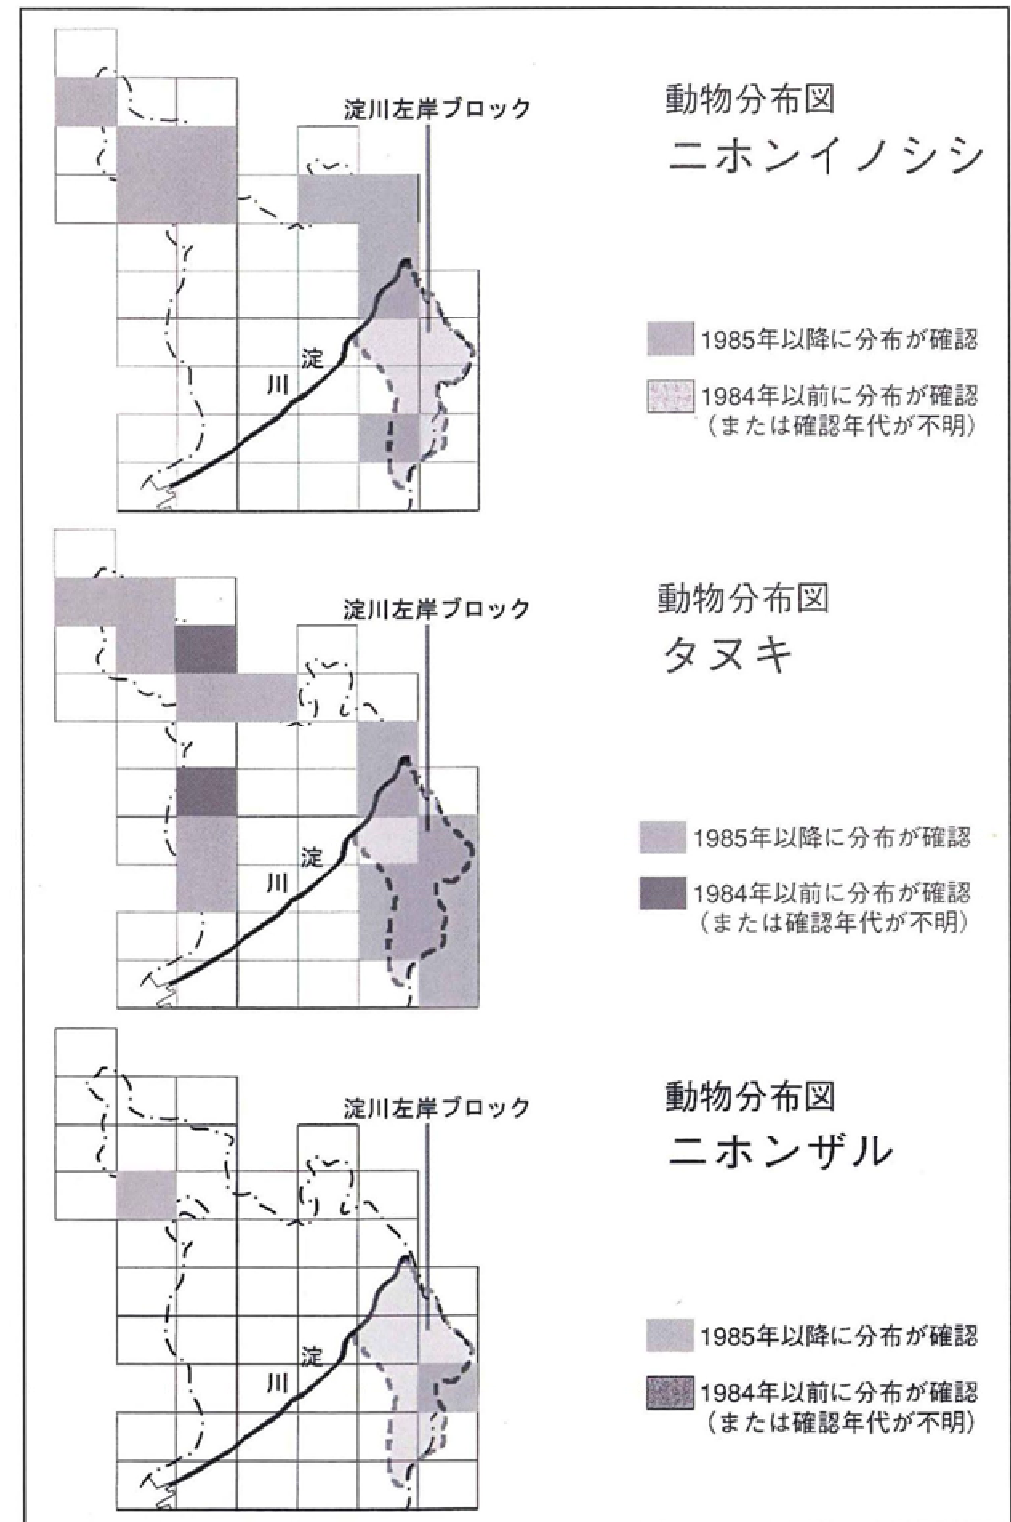 淀川左岸ブロック
動物分布図
ニホンイノシシ
1985年以降に分布が確認
1984年以前に分布が確認
（または確認年代が不明）
淀
川
淀川左岸ブロック
動物分布図
タヌキ
1985年以降に分布が確認
1984年以前に分布が確認
（または確認年代が不明）
淀
川
淀川左岸ブロック
動物分布図
ニホンザル
1985年以降に分布が確認
1984年以前に分布が確認
（または確認年代が不明）
淀
川